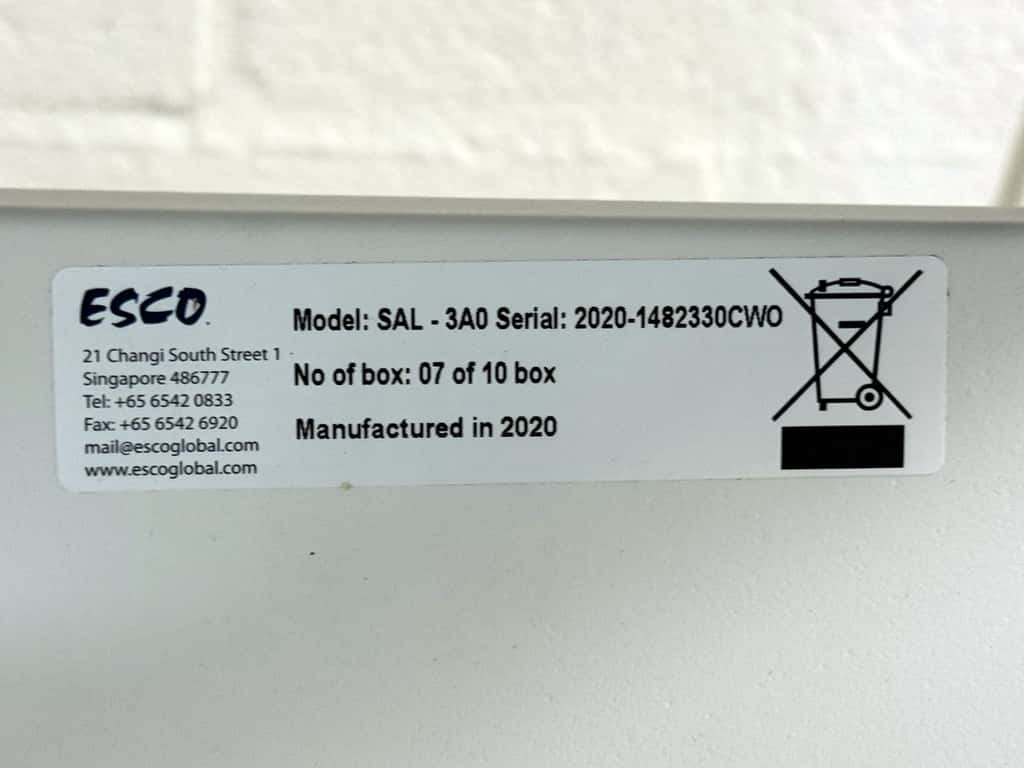 ESCO
21 Changi South Street 1
Singapore 486777
Tel: +65 6542 0833
Fax: +65 6542 6920
mail@escoglobal.com
www.escoglobal.com
Model: SAL - 3A0 Serial: 2020-1482330CWO
No of box: 07 of 10 box
Manufactured in 2020